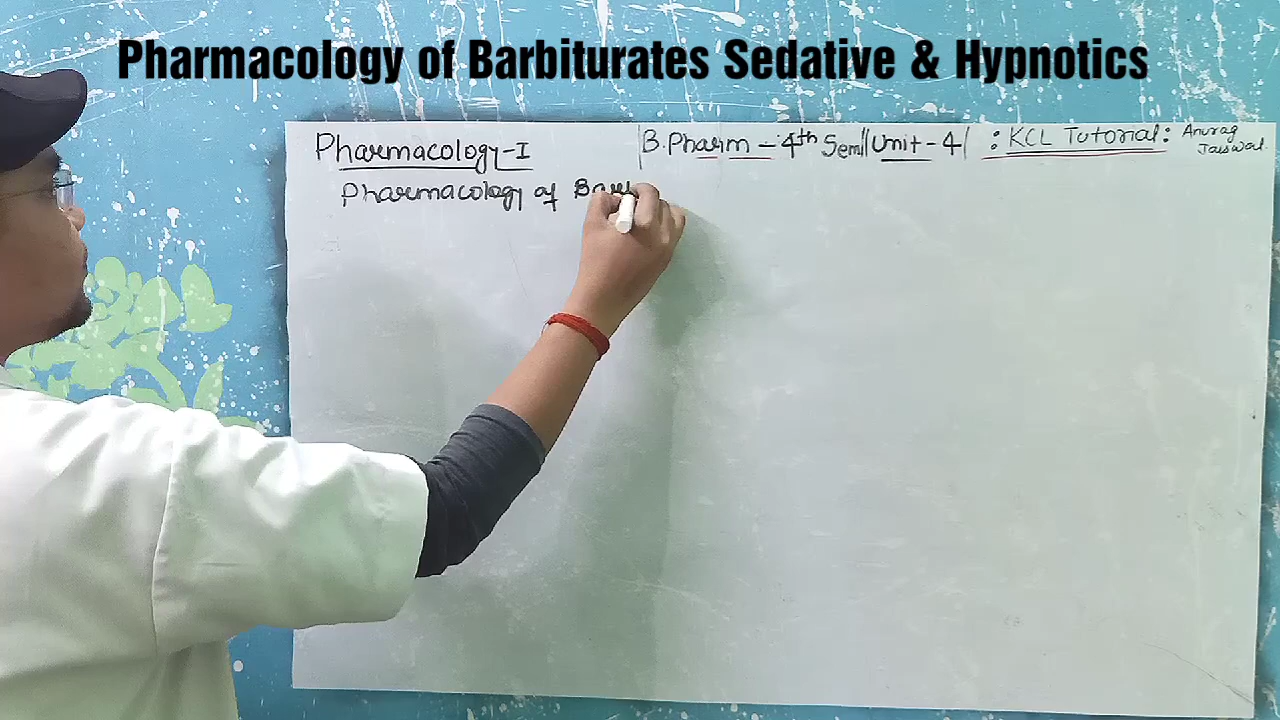 Pharmacology of Barbiturates Sedative & Hypnotics
Pharmacology-I
B. Pharm - 4th Sem || Unit - 4 |
: KCL Tutorial :
Anurag
Jaiswal
Pharmacology of